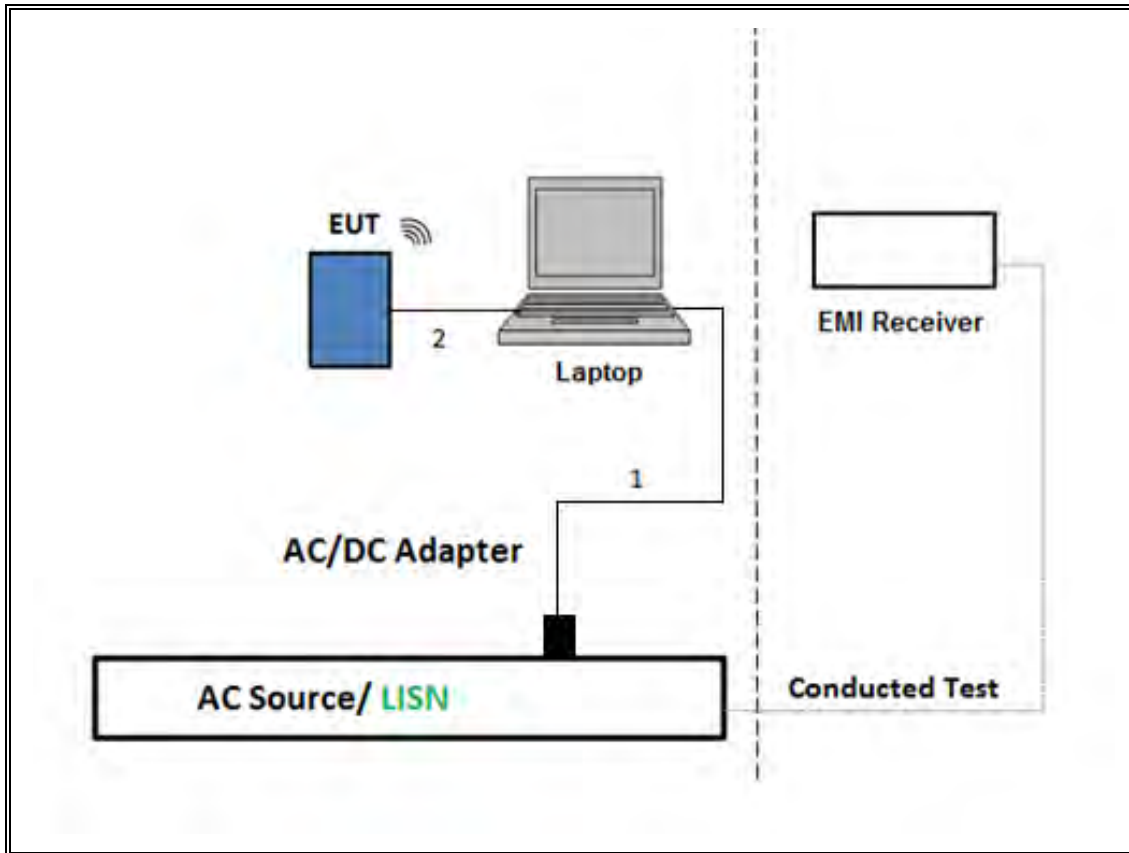 EUT
2
Laptop
EMI Receiver
1
AC/DC Adapter
AC Source/ LISN
Conducted Test